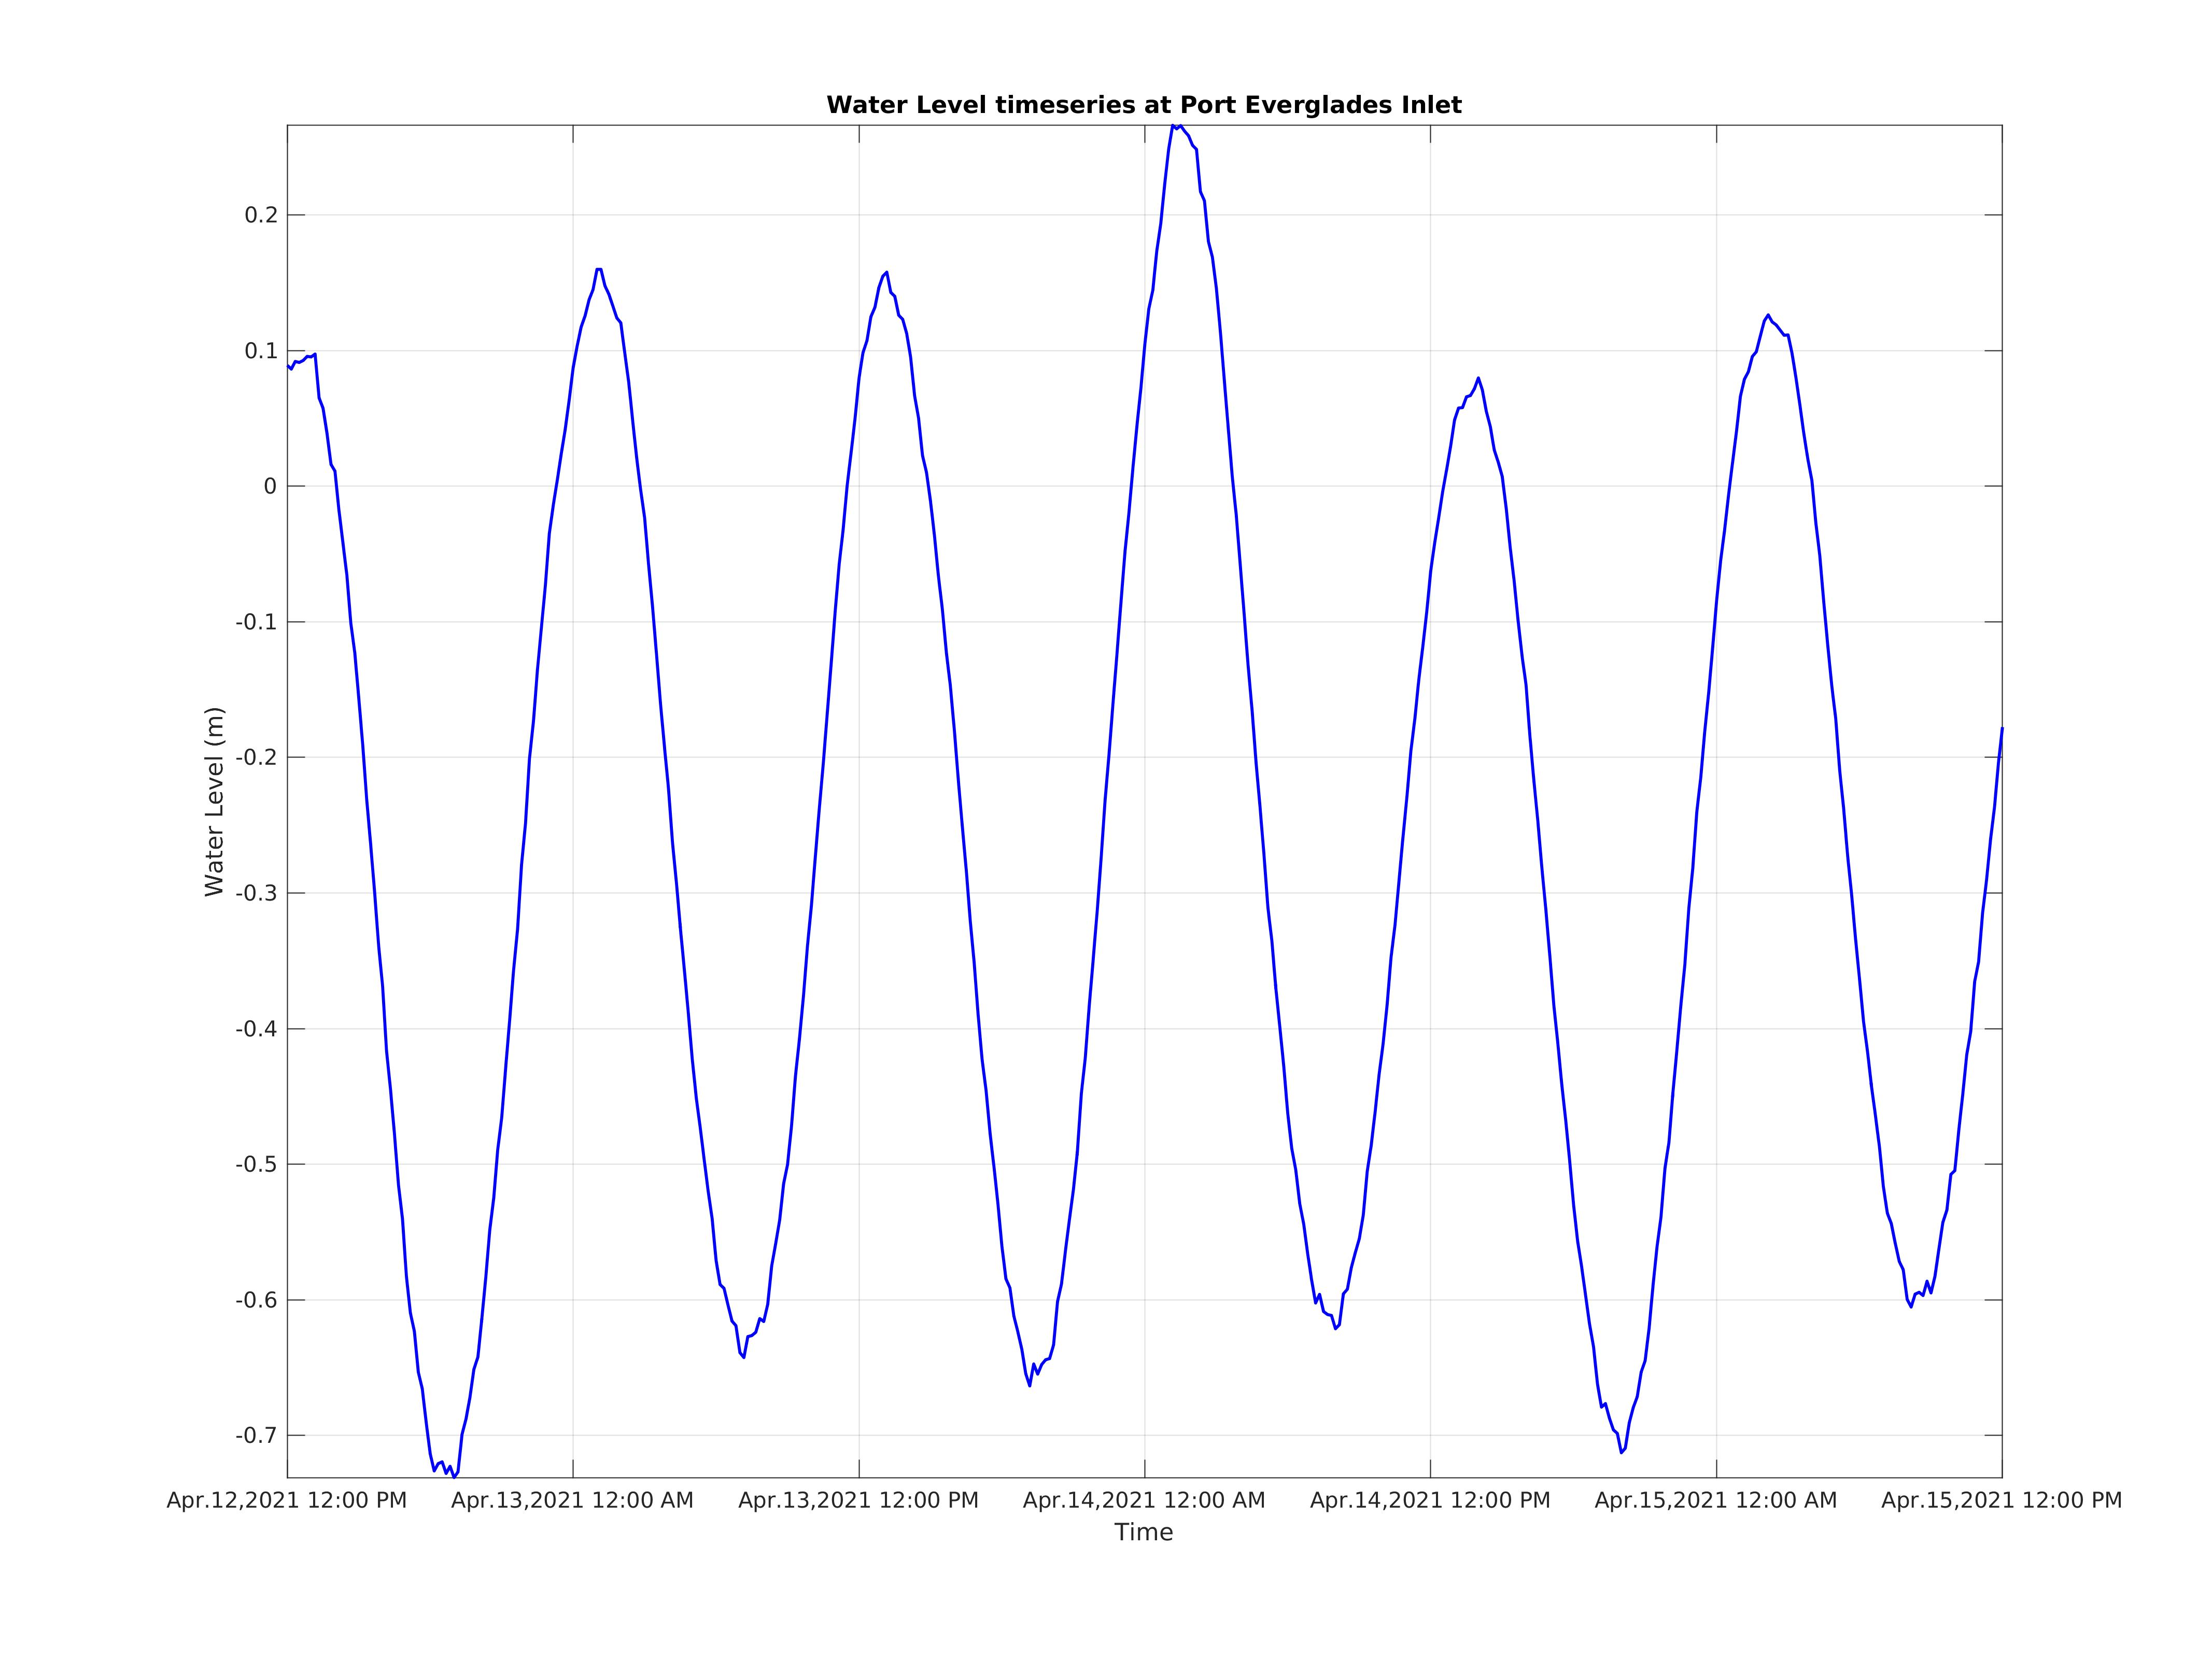 Water Level timeseries at Port Everglades Inlet
0.2
0.1
0
-0.1
-0.2
-0.3
-0.4
-0.5
-0.6
-0.7
Water Level (m)
Apr.12,2021 12:00 PM Apr.13,2021 12:00 AM Apr.13,2021 12:00 PM Apr.14,2021 12:00 AM Apr.14,2021 12:00 PM Apr.15,2021 12:00 AM Apr.15,2021 12:00 PM
Time